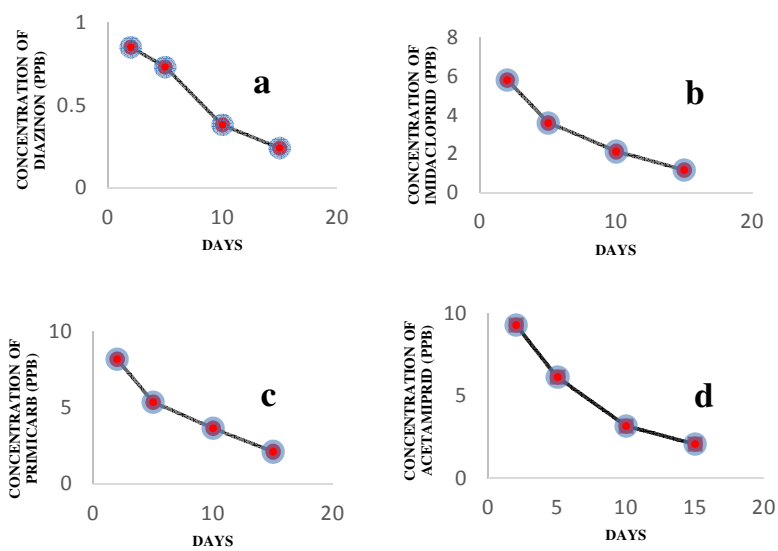 1
0.5
0
0
10
20
CONCENTRATION OF
DIAZINON (PPB)
DAYS
a
8
6
4
2
0
0
10
20
CONCENTRATION OF
IMIDACLOPRID (PPB)
DAYS
b
10
5
0
0
10
20
CONCENTRATION OF
PRIMICARB (PPB)
DAYS
c
10
5
0
0
5
10
15
20
CONCENTRATION OF
ACETAMIPRID (PPB)
DAYS
d